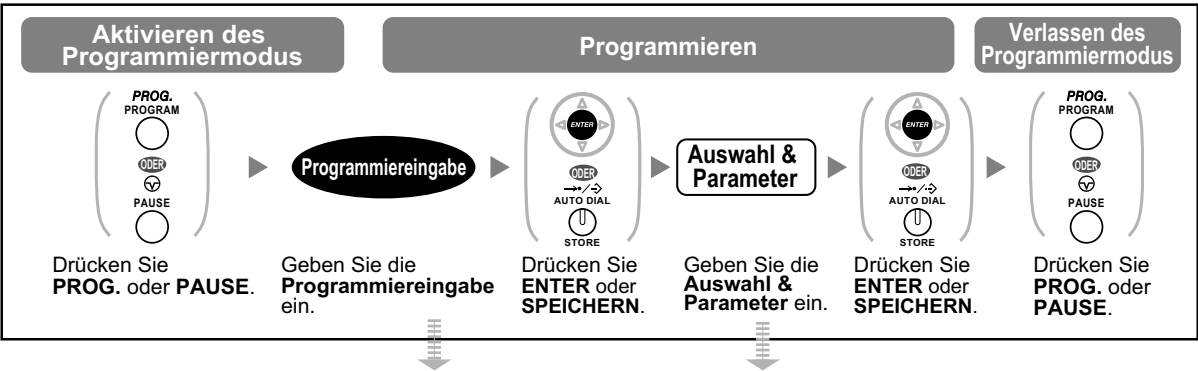 Aktivieren des
Programmiermodus
Programmieren
Verlassen des
Programmiermodus
PROG.
PROGRAM
ODER
PAUSE
Drücken Sie
PROG. oder PAUSE.
Programmiereingabe
Geben Sie die
Programmiereingabe
ein.
ENTER
ODER
AUTO DIAL
STORE
Drücken Sie
ENTER oder
SPEICHERN.
Auswahl &
Parameter
Geben Sie die
Auswahl &
Parameter ein.
ENTER
ODER
AUTO DIAL
STORE
Drücken Sie
ENTER oder
SPEICHERN.
PROG.
PROGRAM
ODER
PAUSE
Drücken Sie
PROG. oder
PAUSE.